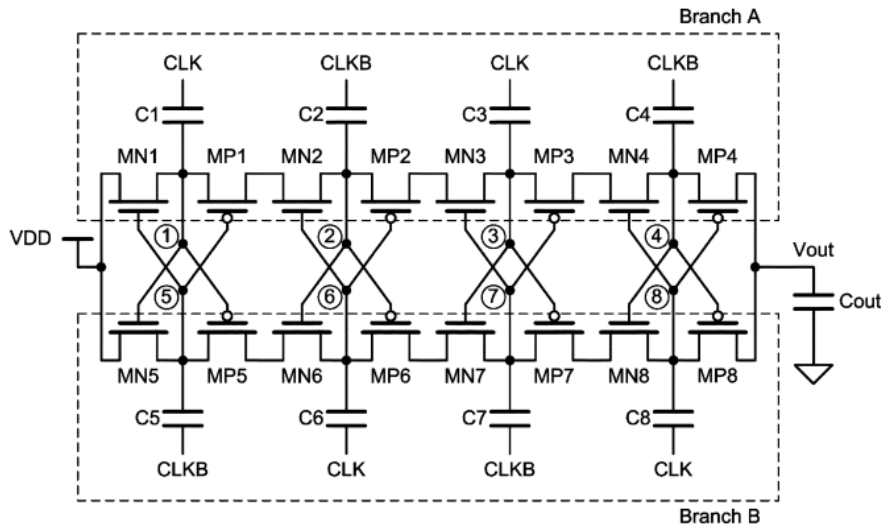 Branch A
CLK CLKB CLK CLKB
C1 C2 C3 C4
MN1 MP1 MN2 MP2 MN3 MP3 MN4 MP4
1 2 3 4
VDD Vout
5 6 7 8
Cout
MN5 MP5 MN6 MP6 MN7 MP7 MN8 MP8
C5 C6 C7 C8
CLKB CLK CLKB CLK
Branch B